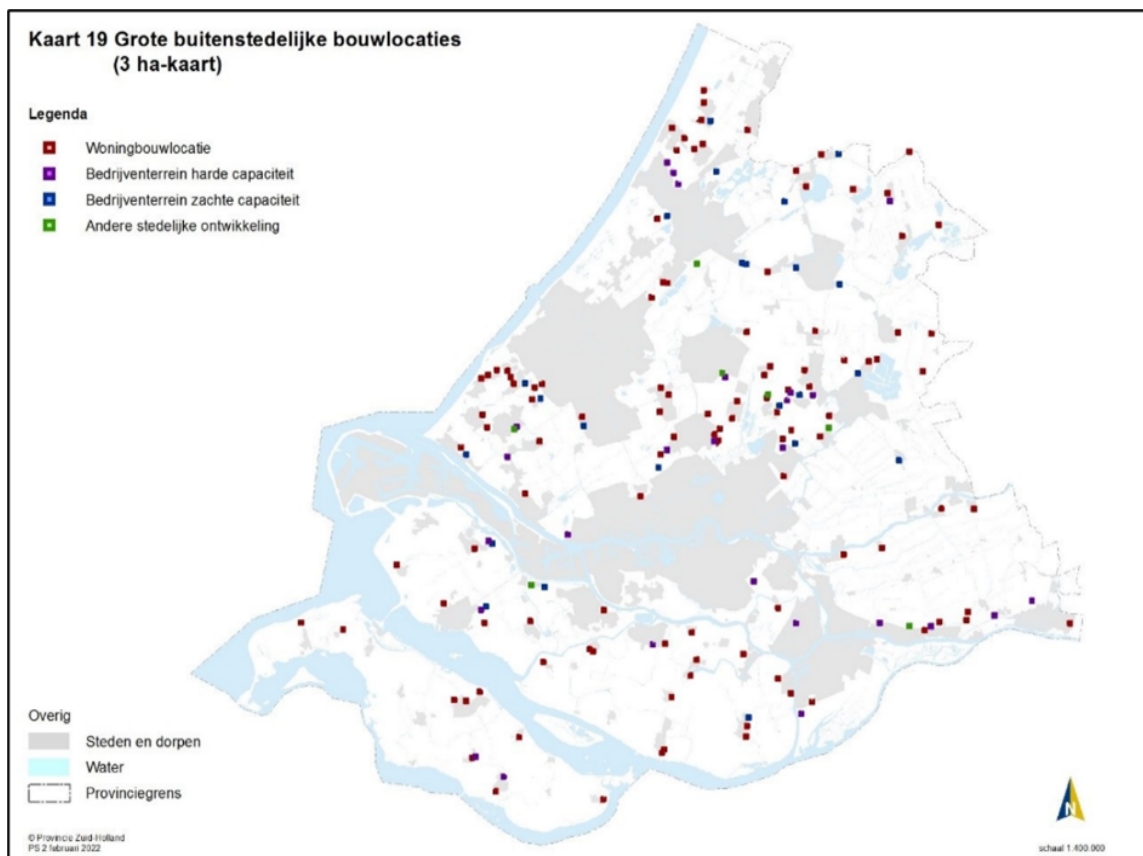 Kaart 19 Grote buitenstedelijke bouwlocaties
(3 ha-kaart)
Legenda
Woningbouwlocatie
Bedrijventerrein harde capaciteit
Bedrijventerrein zachte capaciteit
Andere stedelijke ontwikkeling
Overig
Steden en dorpen
Water
Provinciegrens
© Provincie Zuid-Holland
PS 2 februari 2022
N
schaal 1:400.000